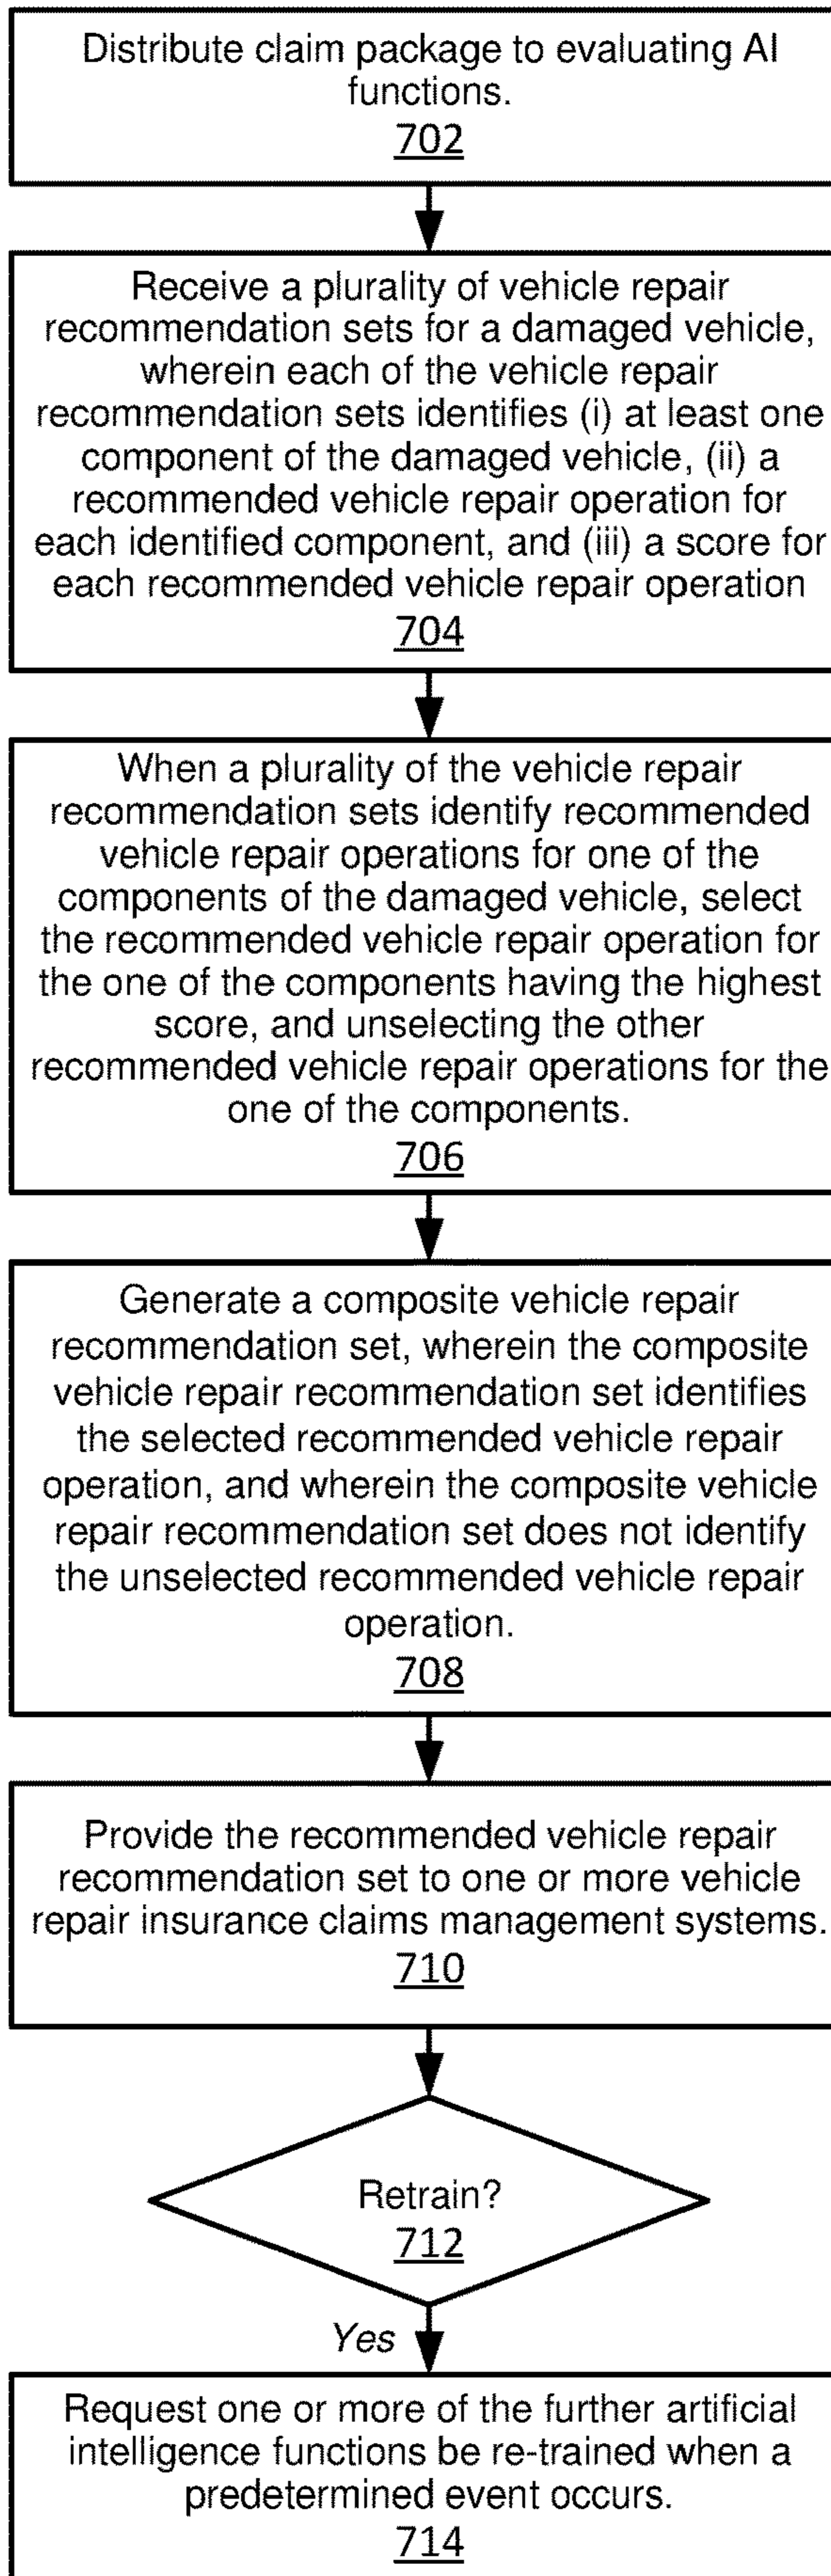 Distribute claim package to evaluating AI
functions.
702
Receive a plurality of vehicle repair
recommendation sets for a damaged vehicle,
wherein each of the vehicle repair
recommendation sets identifies (i) at least one
component of the damaged vehicle, (ii) a
recommended vehicle repair operation for
each identified component, and (iii) a score for
each recommended vehicle repair operation
704
When a plurality of the vehicle repair
recommendation sets identify recommended
vehicle repair operations for one of the
components of the damaged vehicle, select
the recommended vehicle repair operation for
the one of the components having the highest
score, and unselecting the other
recommended vehicle repair operations for the
one of the components.
706
Generate a composite vehicle repair
recommendation set, wherein the composite
vehicle repair recommendation set identifies
the selected recommended vehicle repair
operation, and wherein the composite vehicle
repair recommendation set does not identify
the unselected recommended vehicle repair
operation.
708
Provide the recommended vehicle repair
recommendation set to one or more vehicle
repair insurance claims management systems.
710
Retrain?
712
Yes
Request one or more of the further artificial
intelligence functions be re-trained when a
predetermined event occurs.
714